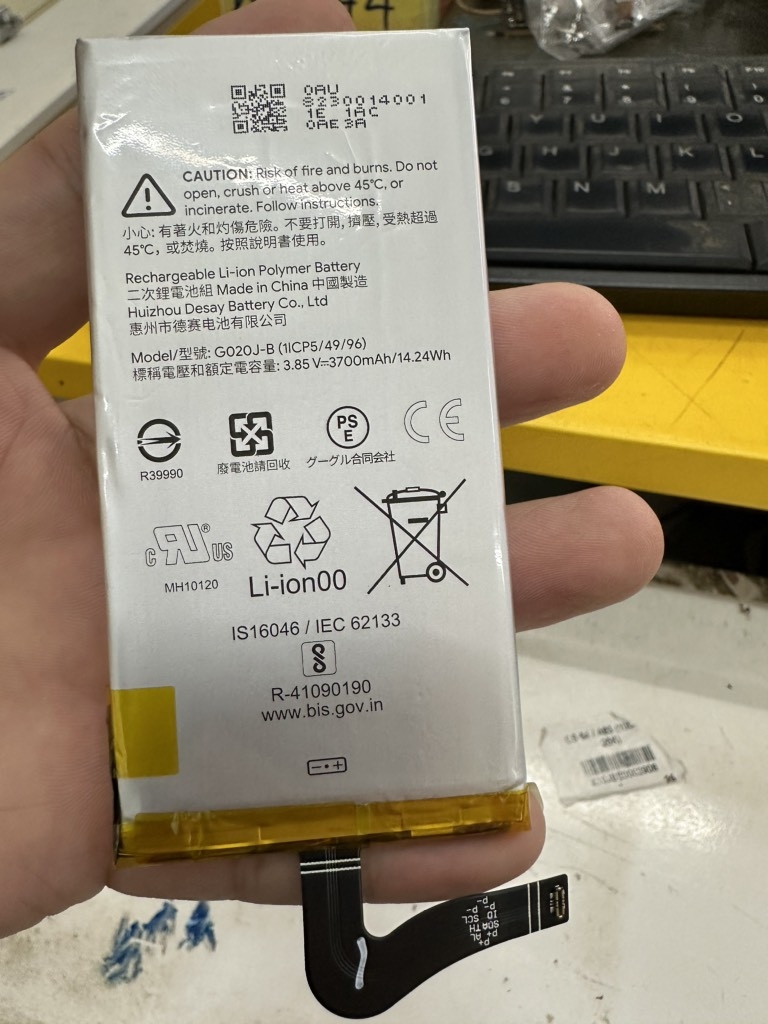 0AU
8230014001
1E 1AC
0AE 3A
CAUTION: Risk of fire and burns. Do not
open, crush or heat above 45°C, or
incinerate. Follow instructions.
小心: 有著火和灼傷危險。不要打開, 擠壓, 受熱超過
45°C, 或焚燒。按照說明書使用。
Rechargeable Li-ion Polymer Battery
二次鋰電池組 Made in China 中國製造
Huizhou Desay Battery Co., Ltd
惠州市德赛电池有限公司
Model/型號: G020J-B (1ICP5/49/96)
標稱電壓和額定電容量: 3.85 V⎓3700mAh/14.24Wh
R39990
廢電池請回收
PS
E
グーグル合同会社
CE
c RU ® US
MH10120
Li-ion00
IS16046 / IEC 62133
R-41090190
www.bis.gov.in
P+ P+
AL
SDATH
ID SCL
P- P-
Y U I O
H J K L
B N M